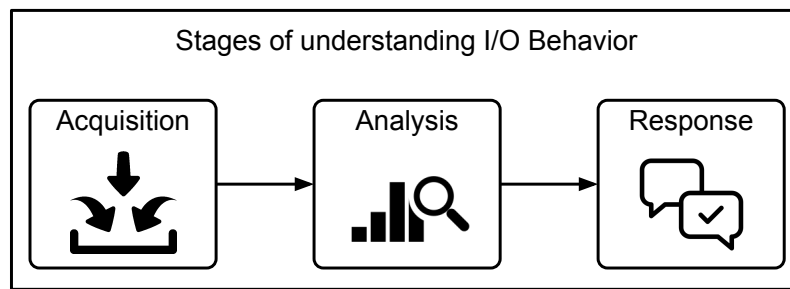 Stages of understanding I/O Behavior
Acquisition
Analysis
Response